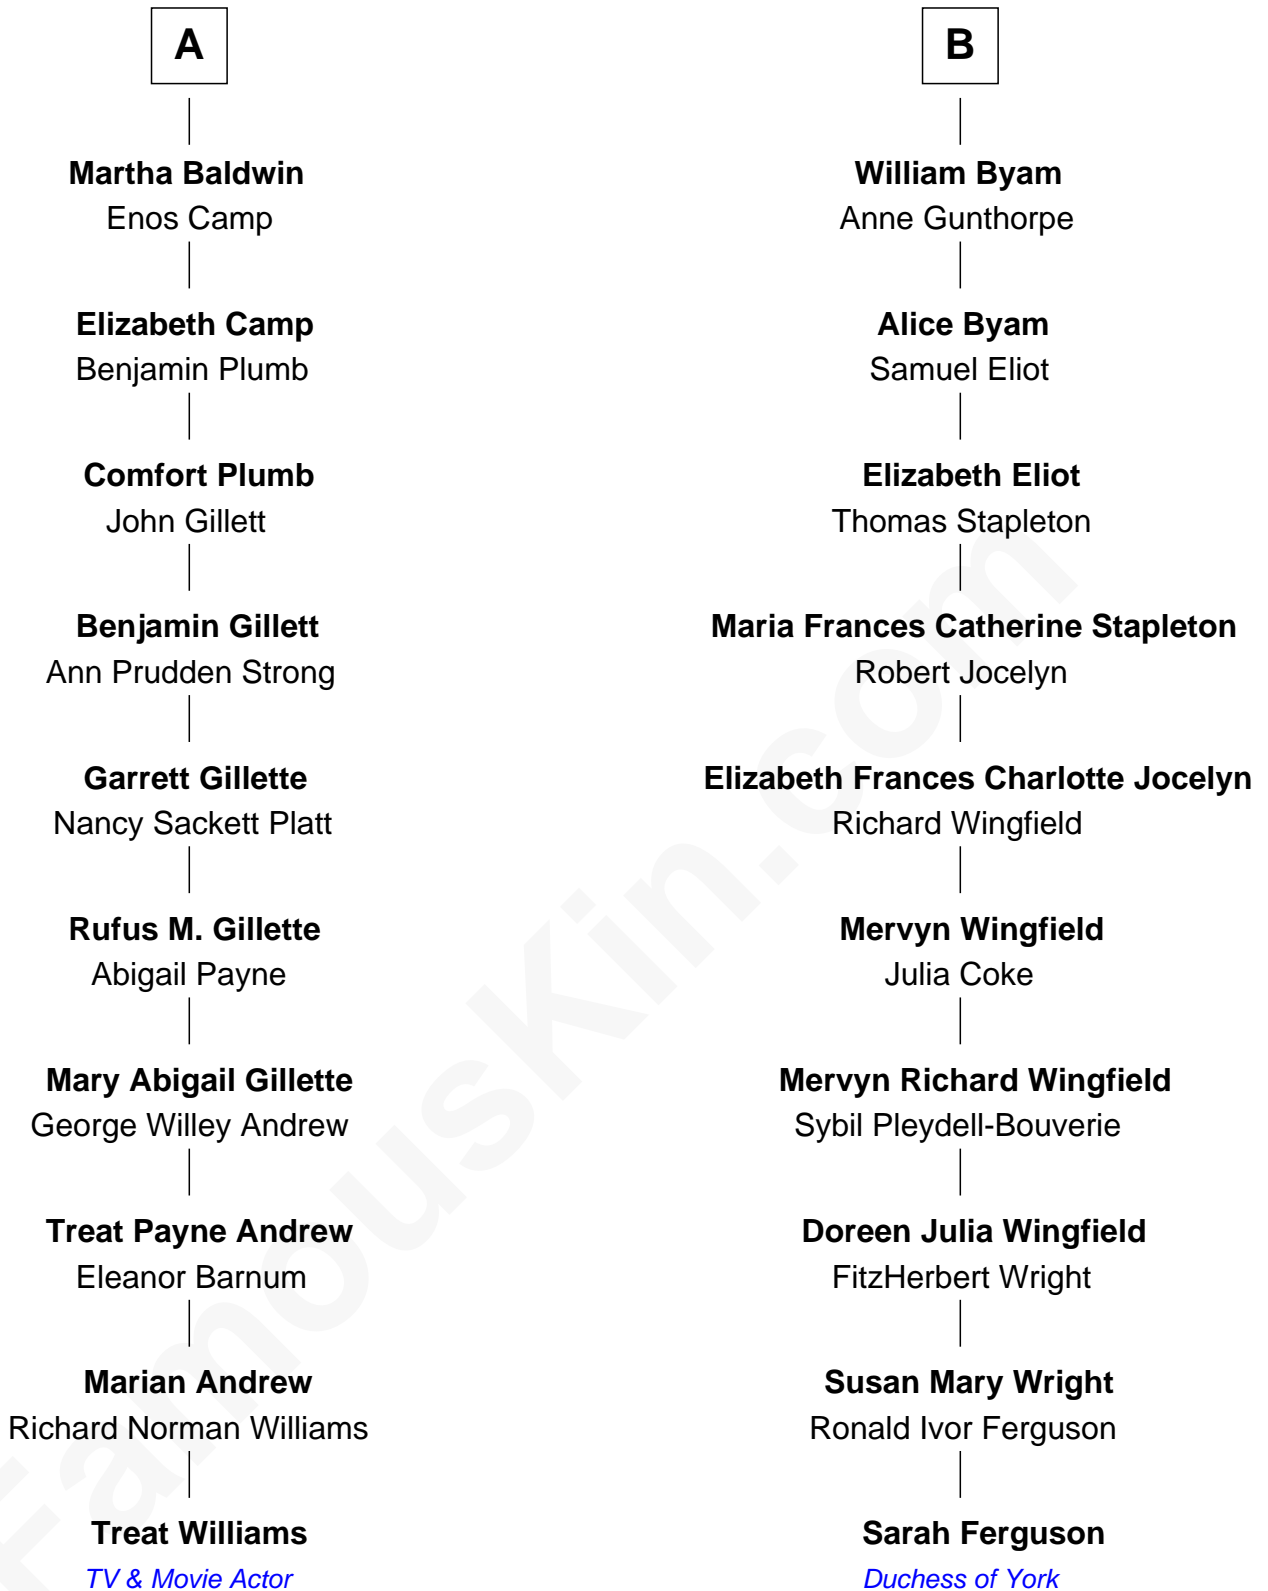 A
Martha Baldwin
Enos Camp
Elizabeth Camp
Benjamin Plumb
Comfort Plumb
John Gillett
Benjamin Gillett
Ann Prudden Strong
Garrett Gillette
Nancy Sackett Platt
Rufus M. Gillette
Abigail Payne
Mary Abigail Gillette
George Willey Andrew
Treat Payne Andrew
Eleanor Barnum
Marian Andrew
Richard Norman Williams
Treat Williams
TV & Movie Actor
B
William Byam
Anne Gunthorpe
Alice Byam
Samuel Eliot
Elizabeth Eliot
Thomas Stapleton
Maria Frances Catherine Stapleton
Robert Jocelyn
Elizabeth Frances Charlotte Jocelyn
Richard Wingfield
Mervyn Wingfield
Julia Coke
Mervyn Richard Wingfield
Sybil Pleydell-Bouverie
Doreen Julia Wingfield
FitzHerbert Wright
Susan Mary Wright
Ronald Ivor Ferguson
Sarah Ferguson
Duchess of York
FamousKin.com